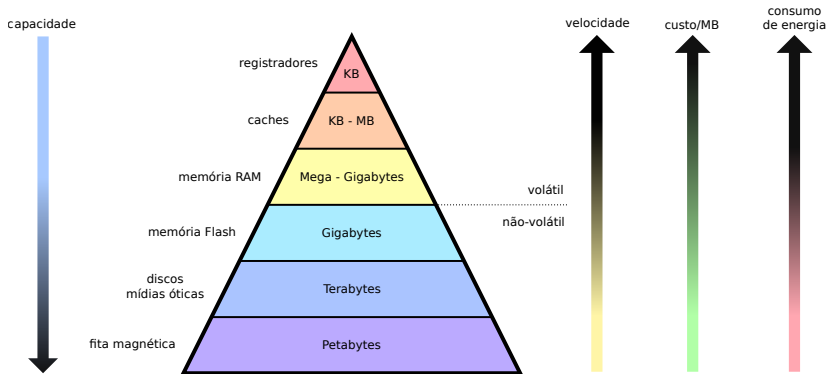 capacidade
velocidade
custo/MB
consumo
de energia
registradores
KB
caches
KB - MB
memória RAM
Mega - Gigabytes
volátil
não-volátil
memória Flash
Gigabytes
discos
mídias óticas
Terabytes
fita magnética
Petabytes